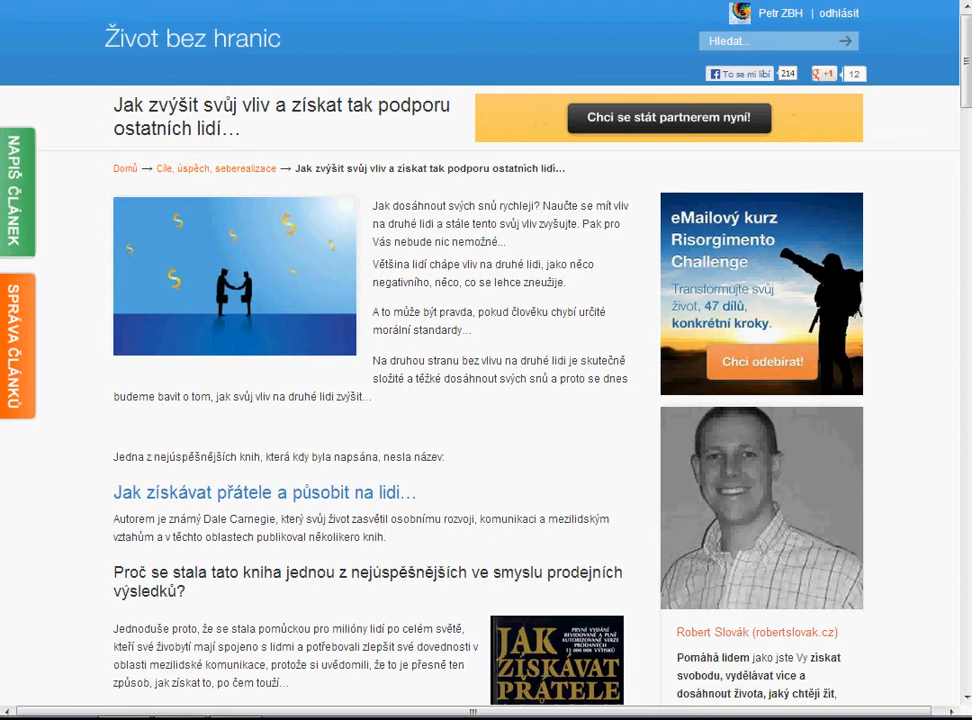 Život bez hranic
Petr ZBH | odhlásit
Hledat...
To se mi líbí 214
+1 12
Jak zvýšit svůj vliv a získat tak podporu
ostatních lidí…
Chci se stát partnerem nyní!
NAPIŠ ČLÁNEK
SPRÁVA ČLÁNKŮ
Domů → Cíle, úspěch, seberealizace → Jak zvýšit svůj vliv a získat tak podporu ostatních lidí…
Jak dosáhnout svých snů rychleji? Naučte se mít vliv
na druhé lidi a stále tento svůj vliv zvyšujte. Pak pro
Vás nebude nic nemožné...
Většina lidí chápe vliv na druhé lidi, jako něco
negativního, něco, co se lehce zneužije.
A to může být pravda, pokud člověku chybí určité
morální standardy…
Na druhou stranu bez vlivu na druhé lidi je skutečně
složité a těžké dosáhnout svých snů a proto se dnes
budeme bavit o tom, jak svůj vliv na druhé lidi zvýšit…
Jedna z nejúspěšnějších knih, která kdy byla napsána, nesla název:
Jak získávat přátele a působit na lidi…
Autorem je známý Dale Carnegie, který svůj život zasvětil osobnímu rozvoji, komunikaci a mezilidským
vztahům a v těchto oblastech publikoval několikero knih.
Proč se stala tato kniha jednou z nejúspěšnějších ve smyslu prodejních
výsledků?
Jednoduše proto, že se stala pomůckou pro milióny lidí po celém světě,
kteří své živobytí mají spojeno s lidmi a potřebovali zlepšit své dovednosti v
oblasti mezilidské komunikace, protože si uvědomili, že to je přesně ten
způsob, jak získat to, po čem touží…
JAK
PRVNÍ VYDÁNÍ
REVIDOVANÉ A PLNĚ
AUTORIZOVANÉ VERZE
PRODANÝCH
15 000 000 VÝTISKŮ
ZÍSKÁVAT
PŘÁTELE
eMailový kurz
Risorgimento
Challenge
Transformujte svůj
život, 47 dílů,
konkrétní kroky.
Chci odebírat!
Robert Slovák (robertslovak.cz)
Pomáhá lidem jako jste Vy získat
svobodu, vydělávat více a
dosáhnout života, jaký chtějí žít,